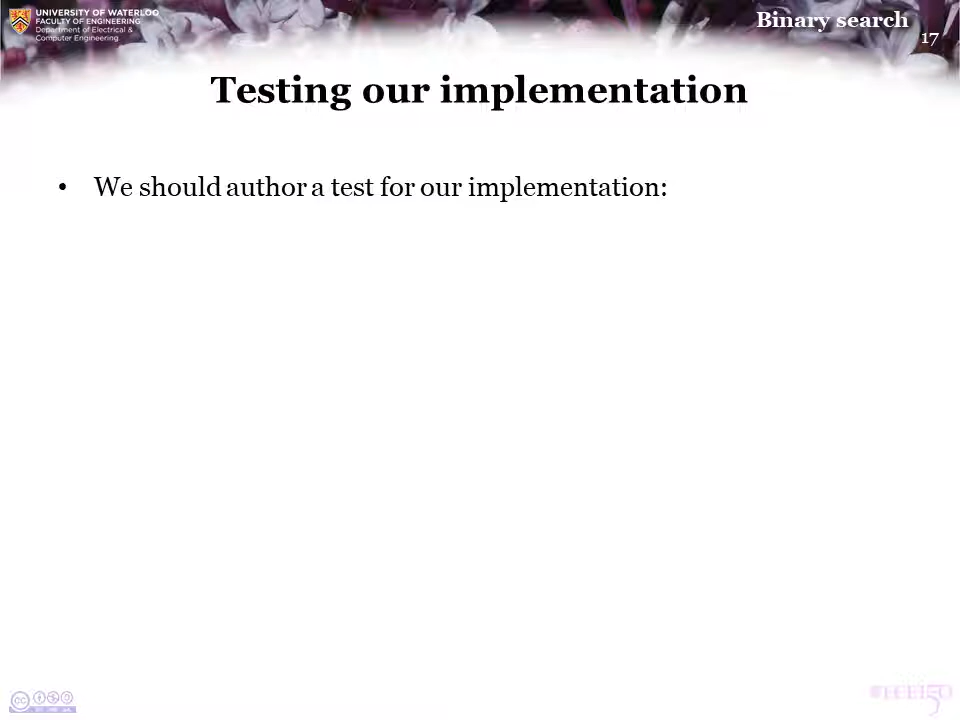 UNIVERSITY OF WATERLOO
FACULTY OF ENGINEERING
Department of Electrical &
Computer Engineering
Binary search
17
Testing our implementation
• We should author a test for our implementation:
cc